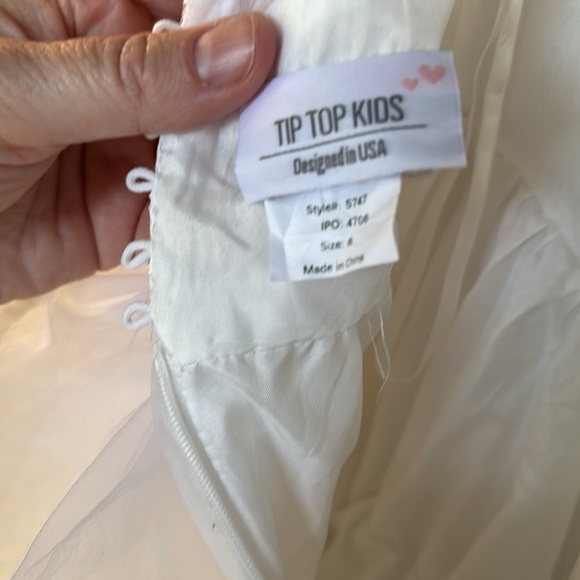 TIP TOP KIDS
Designed in USA
Style#: 5747
IPO: 4706
Size: 6
Made in China